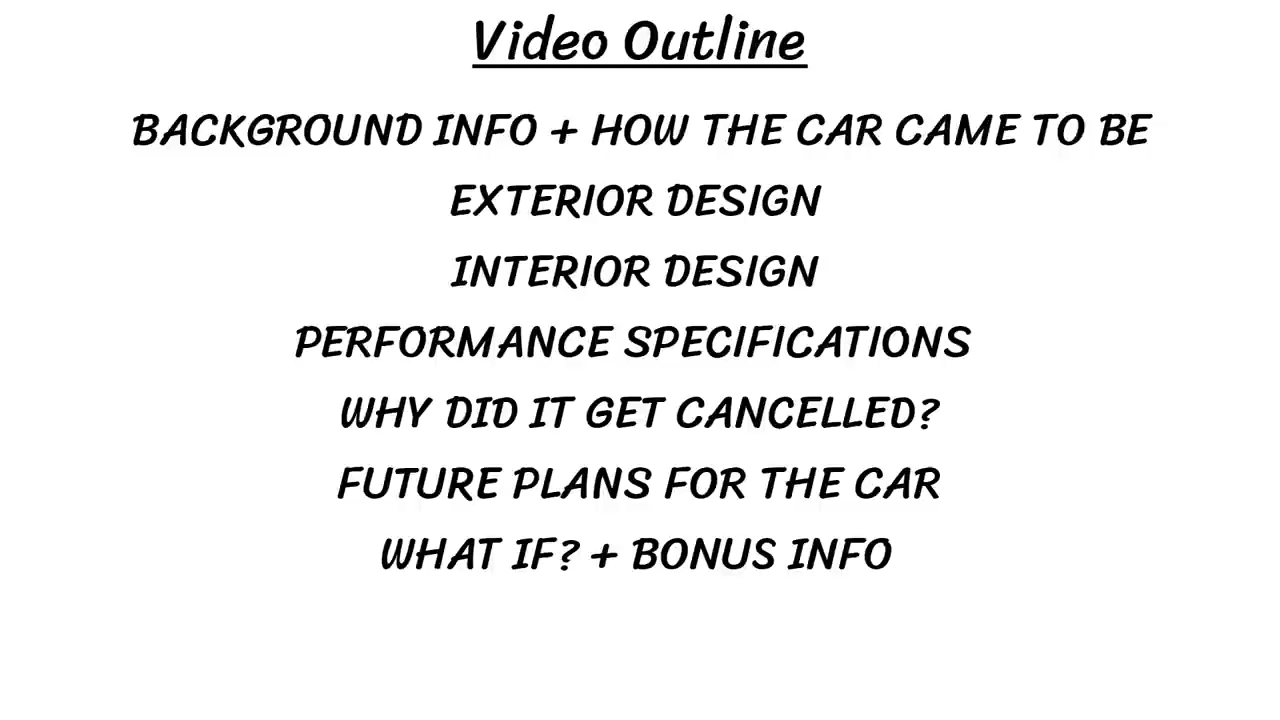 Video Outline
BACKGROUND INFO + HOW THE CAR CAME TO BE
EXTERIOR DESIGN
INTERIOR DESIGN
PERFORMANCE SPECIFICATIONS
WHY DID IT GET CANCELLED?
FUTURE PLANS FOR THE CAR
WHAT IF? + BONUS INFO